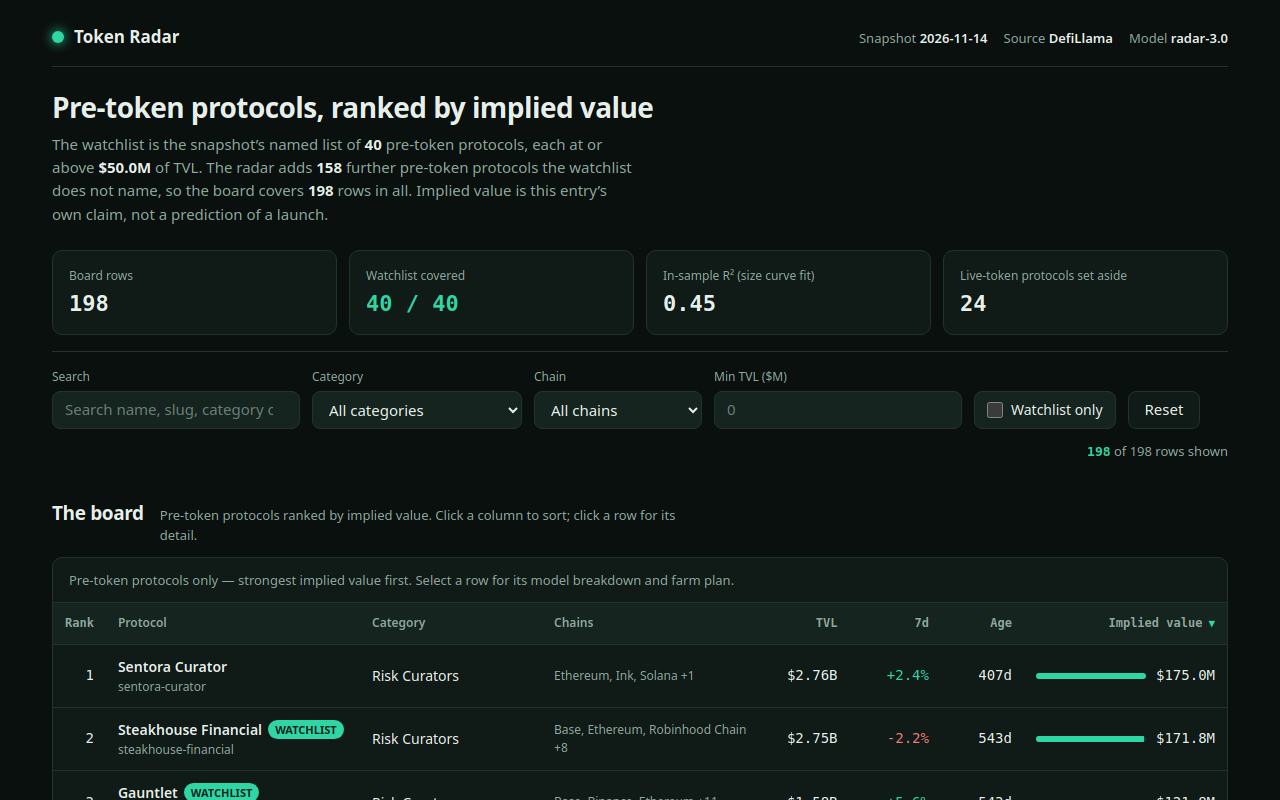 Token Radar
Snapshot 2026-11-14 Source DefiLlama Model radar-3.0
Pre-token protocols, ranked by implied value
The watchlist is the snapshot’s named list of 40 pre-token protocols, each at or
above $50.0M of TVL. The radar adds 158 further pre-token protocols the watchlist
does not name, so the board covers 198 rows in all. Implied value is this entry’s
own claim, not a prediction of a launch.
Board rows
198
Watchlist covered
40 / 40
In-sample R² (size curve fit)
0.45
Live-token protocols set aside
24
Search
Search name, slug, category c
Category
All categories
Chain
All chains
Min TVL ($M)
0
Watchlist only
Reset
198 of 198 rows shown
The board
Pre-token protocols ranked by implied value. Click a column to sort; click a row for its
detail.
Pre-token protocols only — strongest implied value first. Select a row for its model breakdown and farm plan.
Rank Protocol Category Chains TVL 7d Age Implied value ▼
1 Sentora Curator Risk Curators Ethereum, Ink, Solana +1 $2.76B +2.4% 407d $175.0M
sentora-curator
2 Steakhouse Financial WATCHLIST Risk Curators Base, Ethereum, Robinhood Chain $2.75B -2.2% 543d $171.8M
steakhouse-financial +8
Gauntlet WATCHLIST